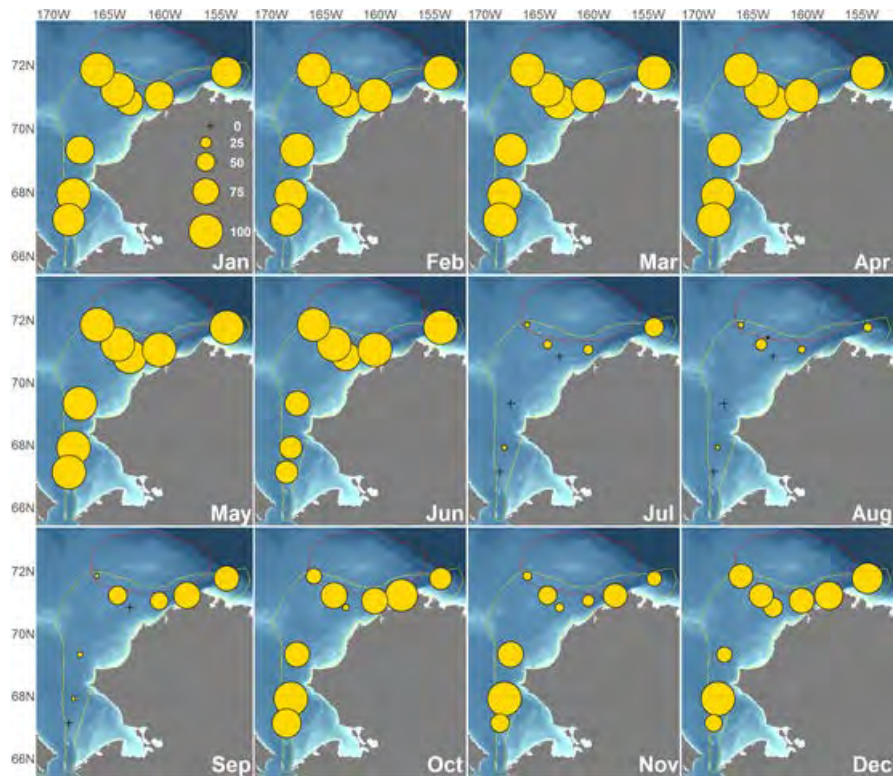 170W 165W 160W 155W 170W 165W 160W 155W 170W 165W 160W 155W 170W 165W 160W 155W
72N
70N
68N
66N
0
25
50
75
100
Jan Feb Mar Apr
72N
70N
68N
66N
May Jun Jul Aug
72N
70N
68N
66N
Sep Oct Nov Dec